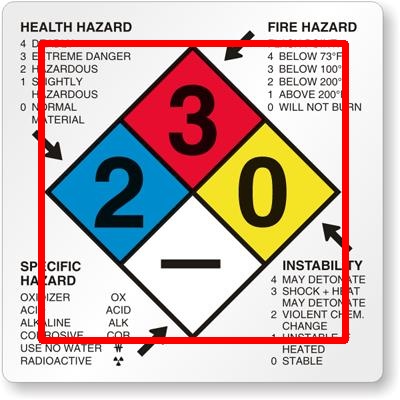 HEALTH HAZARD
4
3 EXTREME DANGER
2 HAZARDOUS
1 SLIGHTLY
HAZARDOUS
0 NORMAL
MATERIAL
FIRE HAZARD
4 BELOW 73°F
3 BELOW 100°
2 BELOW 200°
1 ABOVE 200°
0 WILL NOT BURN
3
2
0
—
SPECIFIC
HAZARD
OXIDIZER OX
ACID ACID
ALKALINE ALK
CORROSIVE COR
USE NO WATER W
RADIOACTIVE
INSTABILITY
4 MAY DETONATE
3 SHOCK + HEAT
MAY DETONATE
2 VIOLENT CHEM.
CHANGE
1 UNSTABLE
HEATED
0 STABLE